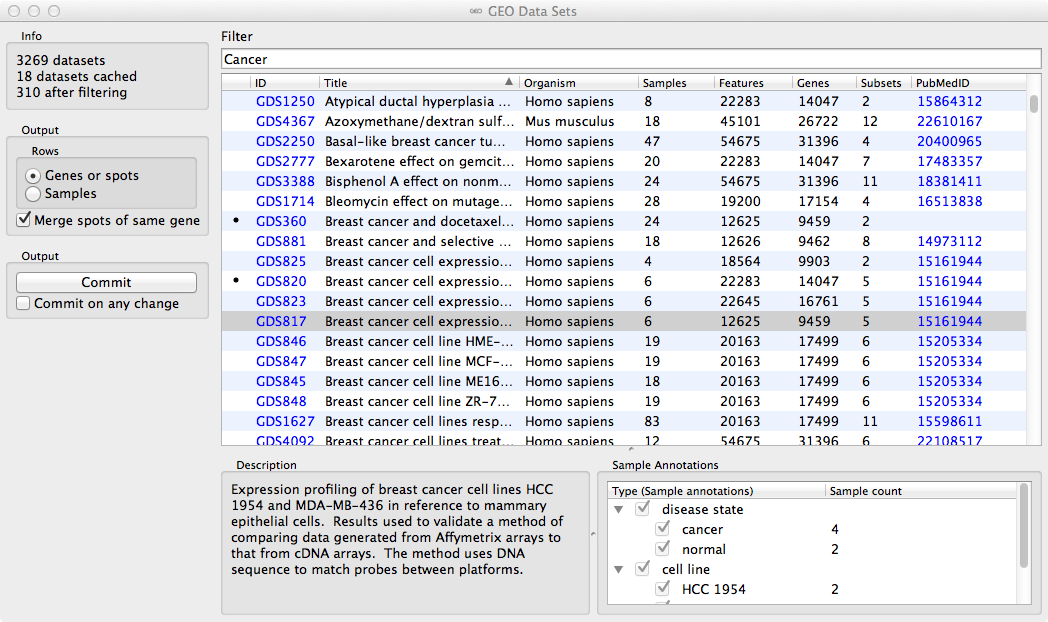 GEO Data Sets
Info
3269 datasets
18 datasets cached
310 after filtering
Output
Rows
Genes or spots
Samples
Merge spots of same gene
Output
Commit
Commit on any change
Filter
Cancer
ID Title Organism Samples Features Genes Subsets PubMedID
GDS1250 Atypical ductal hyperplasia ... Homo sapiens 8 22283 14047 2 15864312
GDS4367 Azoxymethane/dextran sulf... Mus musculus 18 45101 26722 12 22610167
GDS2250 Basal-like breast cancer tu... Homo sapiens 47 54675 31396 4 20400965
GDS2777 Bexarotene effect on gemcit... Homo sapiens 20 22283 14047 7 17483357
GDS3388 Bisphenol A effect on nonm... Homo sapiens 24 54675 31396 11 18381411
GDS1714 Bleomycin effect on mutage... Homo sapiens 28 19200 17154 4 16513838
• GDS360 Breast cancer and docetaxel... Homo sapiens 24 12625 9459 2
GDS881 Breast cancer and selective ... Homo sapiens 18 12626 9462 8 14973112
GDS825 Breast cancer cell expressio... Homo sapiens 4 18564 9903 2 15161944
• GDS820 Breast cancer cell expressio... Homo sapiens 6 22283 14047 5 15161944
GDS823 Breast cancer cell expressio... Homo sapiens 6 22645 16761 5 15161944
GDS817 Breast cancer cell expressio... Homo sapiens 6 12625 9459 5 15161944
GDS846 Breast cancer cell line HME-... Homo sapiens 19 20163 17499 6 15205334
GDS847 Breast cancer cell line MCF-... Homo sapiens 19 20163 17499 6 15205334
GDS845 Breast cancer cell line ME16... Homo sapiens 18 20163 17499 6 15205334
GDS848 Breast cancer cell line ZR-7... Homo sapiens 19 20163 17499 6 15205334
GDS1627 Breast cancer cell lines resp... Homo sapiens 83 20163 17499 11 15598611
GDS4092 Breast cancer cell lines treat... Homo sapiens 12 54675 31396 6 22108517
Description
Expression profiling of breast cancer cell lines HCC
1954 and MDA-MB-436 in reference to mammary
epithelial cells. Results used to validate a method of
comparing data generated from Affymetrix arrays to
that from cDNA arrays. The method uses DNA
sequence to match probes between platforms.
Sample Annotations
Type (Sample annotations) Sample count
disease state
cancer 4
normal 2
cell line
HCC 1954 2